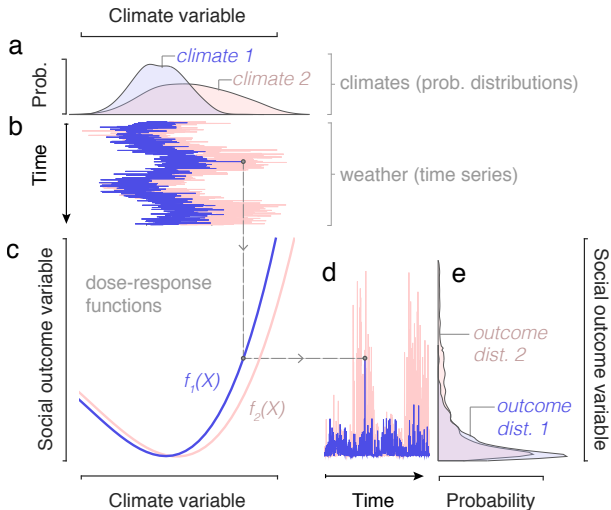 Climate variable
a
Prob.
climate 1
climate 2
climates (prob. distributions)
b
Time
weather (time series)
c
Social outcome variable
dose-response
functions
f1(X)
f2(X)
Climate variable
d
Time
e
outcome
dist. 2
outcome
dist. 1
Probability
Social outcome variable